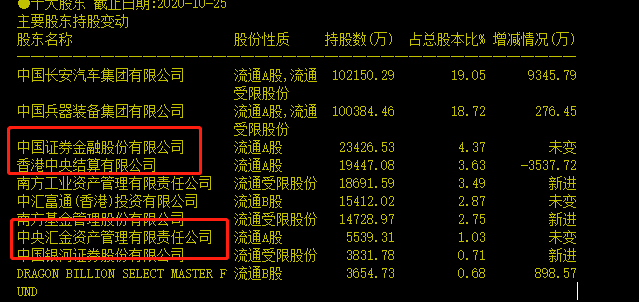 ●十大股东 截止日期:2020-10-25
主要股东持股变动
股东名称 股份性质 持股数(万) 占总股本比% 增减情况(万)
中国长安汽车集团有限公司 流通A股,流通 102150.29 19.05 9345.79
受限股份
中国兵器装备集团有限公司 流通A股,流通 100384.46 18.72 276.45
受限股份
中国证券金融股份有限公司 流通A股 23426.53 4.37 未变
香港中央结算有限公司 流通A股 19447.08 3.63 -3537.72
南方工业资产管理有限责任公司 流通受限股份 18691.59 3.49 新进
中汇富通(香港)投资有限公司 流通B股 15412.02 2.87 未变
南方基金管理股份有限公司 流通受限股份 14728.97 2.75 新进
中央汇金资产管理有限责任公司 流通A股 5539.31 1.03 未变
中国银河证券股份有限公司 流通受限股份 3831.78 0.71 新进
DRAGON BILLION SELECT MASTER F 流通B股 3654.73 0.68 898.57
UND